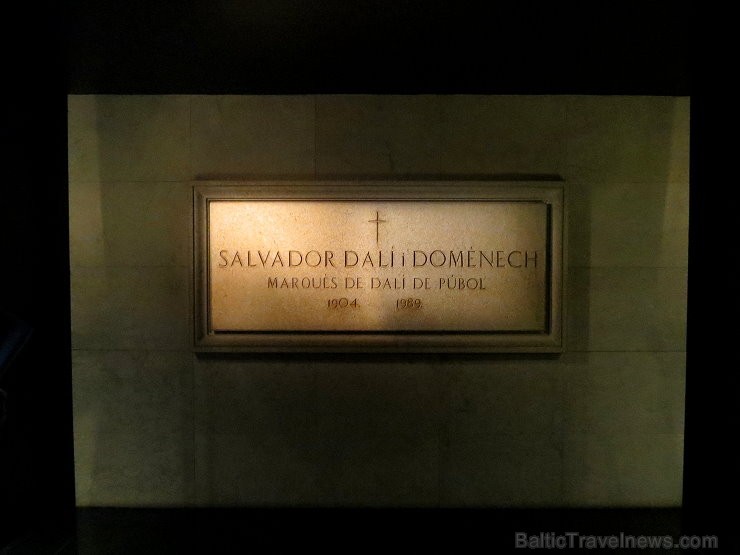 SALVADOR DALÍ i DOMÈNECH
MARQUÈS DE DALÍ DE PÚBOL
1904 1989
BalticTravelnews.com